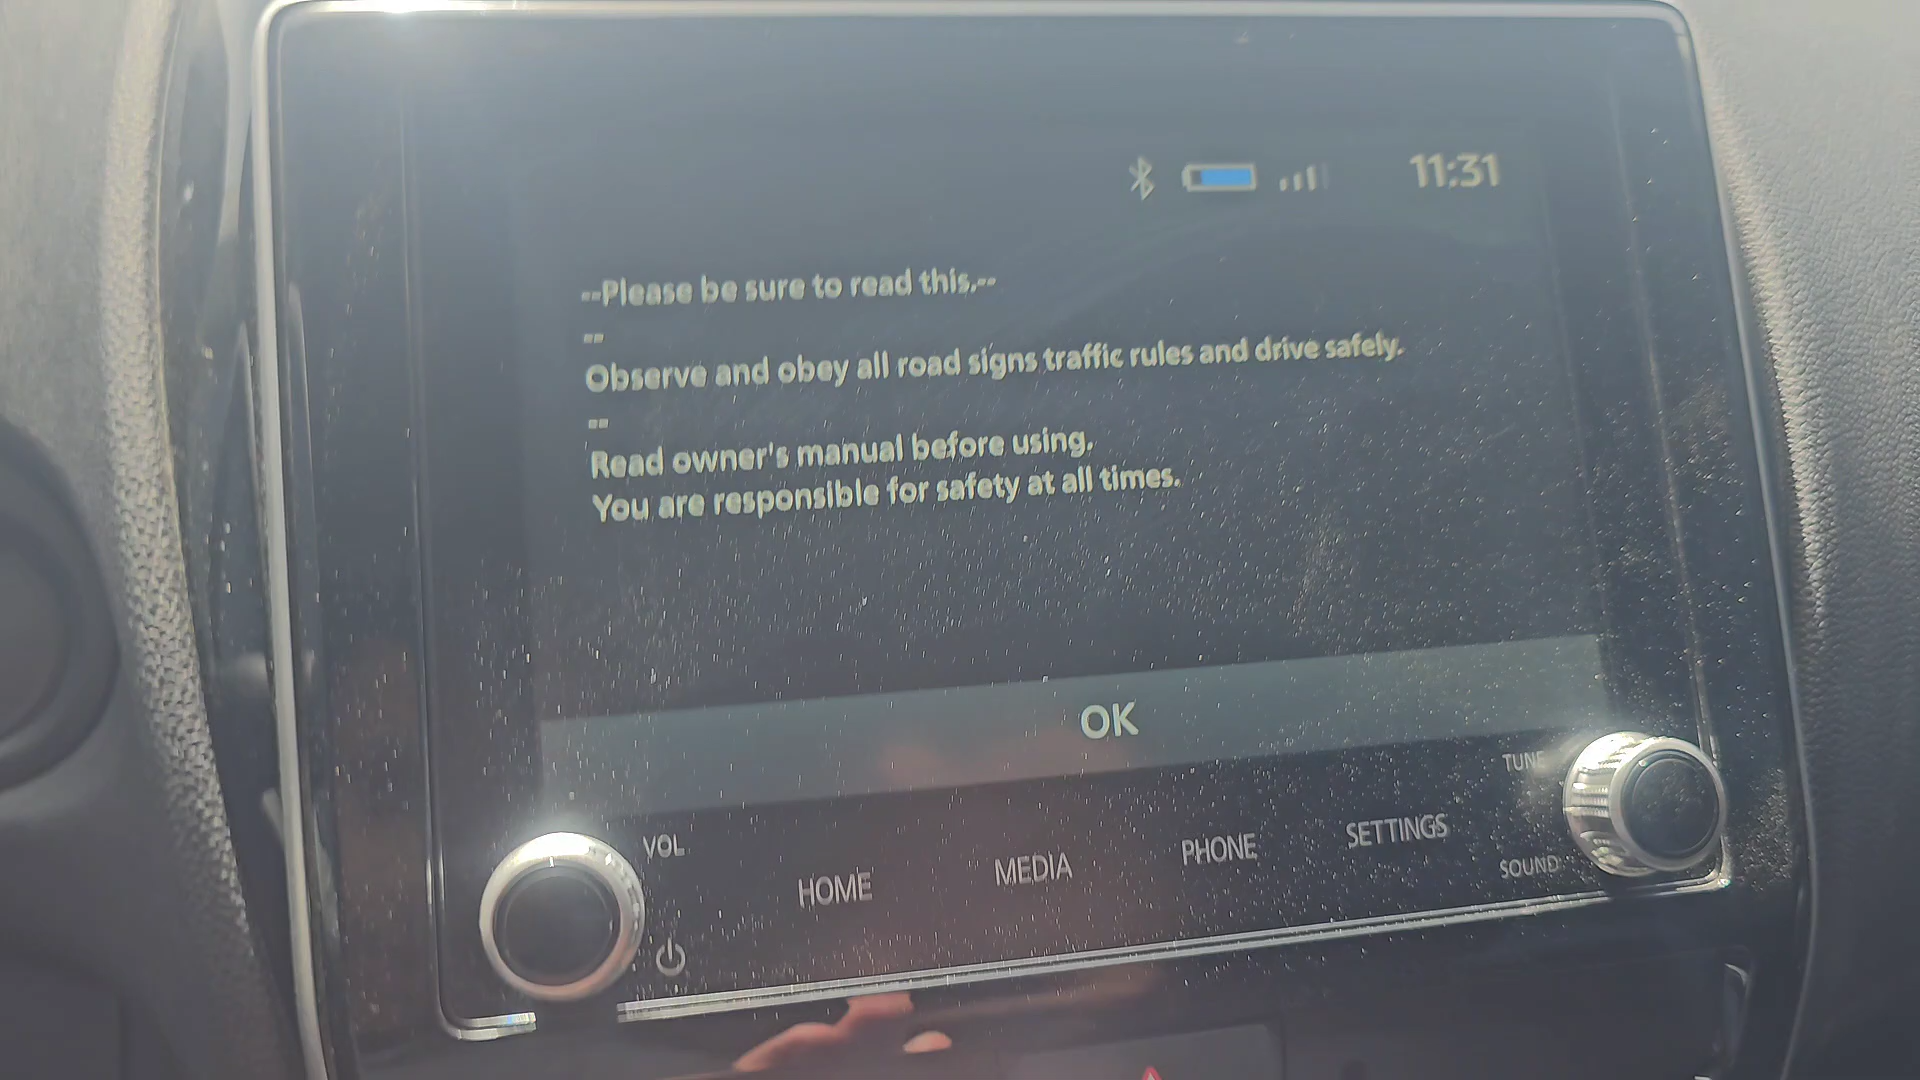 11:31
--Please be sure to read this.--
--
Observe and obey all road signs traffic rules and drive safely.
--
Read owner's manual before using.
You are responsible for safety at all times.
OK
TUNE
VOL
HOME
MEDIA
PHONE
SETTINGS
SOUND